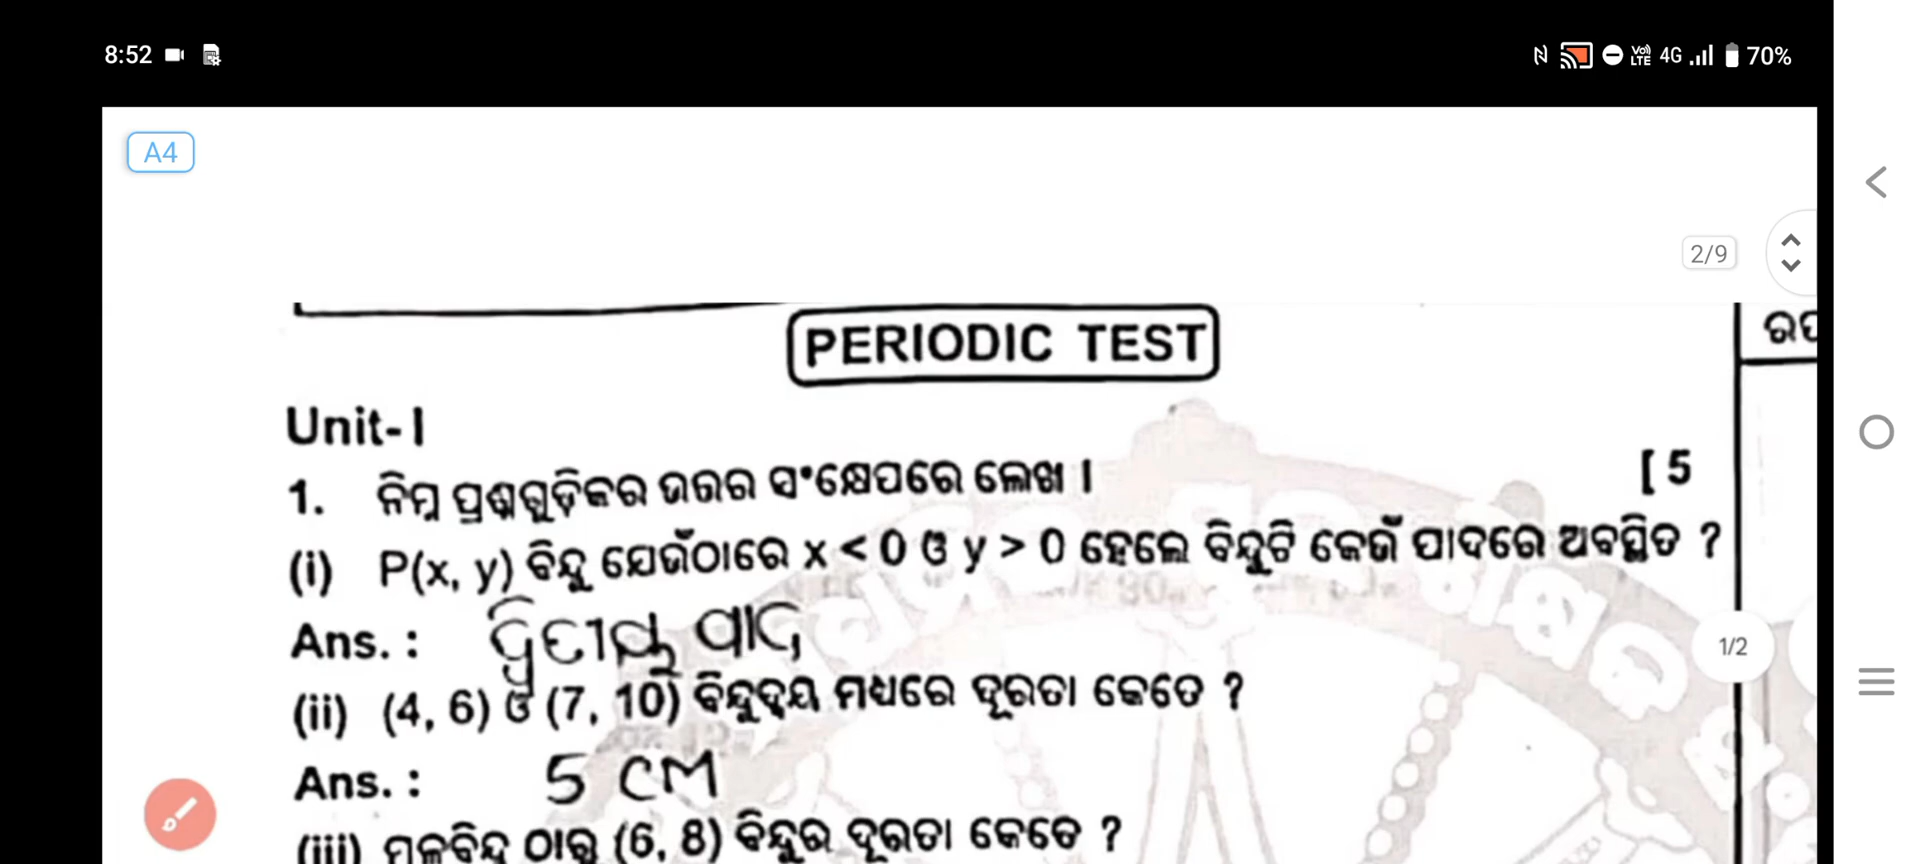 8:52
VoLTE 4G 70%
A4
2/9
PERIODIC TEST
Unit-I
1. ନିମ୍ନ ପ୍ରଶ୍ନଗୁଡ଼ିକର ଉତ୍ତର ସଂକ୍ଷେପରେ ଲେଖ । [5
(i) P(x, y) ବିନ୍ଦୁ ଯେଉଁଠାରେ x < 0 ଓ y > 0 ହେଲେ ବିନ୍ଦୁଟି କେଉଁ ପାଦରେ ଅବସ୍ଥିତ ?
Ans. : ଦ୍ୱିତୀୟ ପାଦ
1/2
(ii) (4, 6) ଓ (7, 10) ବିନ୍ଦୁଦ୍ୱୟ ମଧ୍ୟରେ ଦୂରତା କେତେ ?
Ans. : 5 CM
(iii) ମୂଳବିନ୍ଦୁ ଠାରୁ (6, 8) ବିନ୍ଦୁର ଦୂରତା କେତେ ?